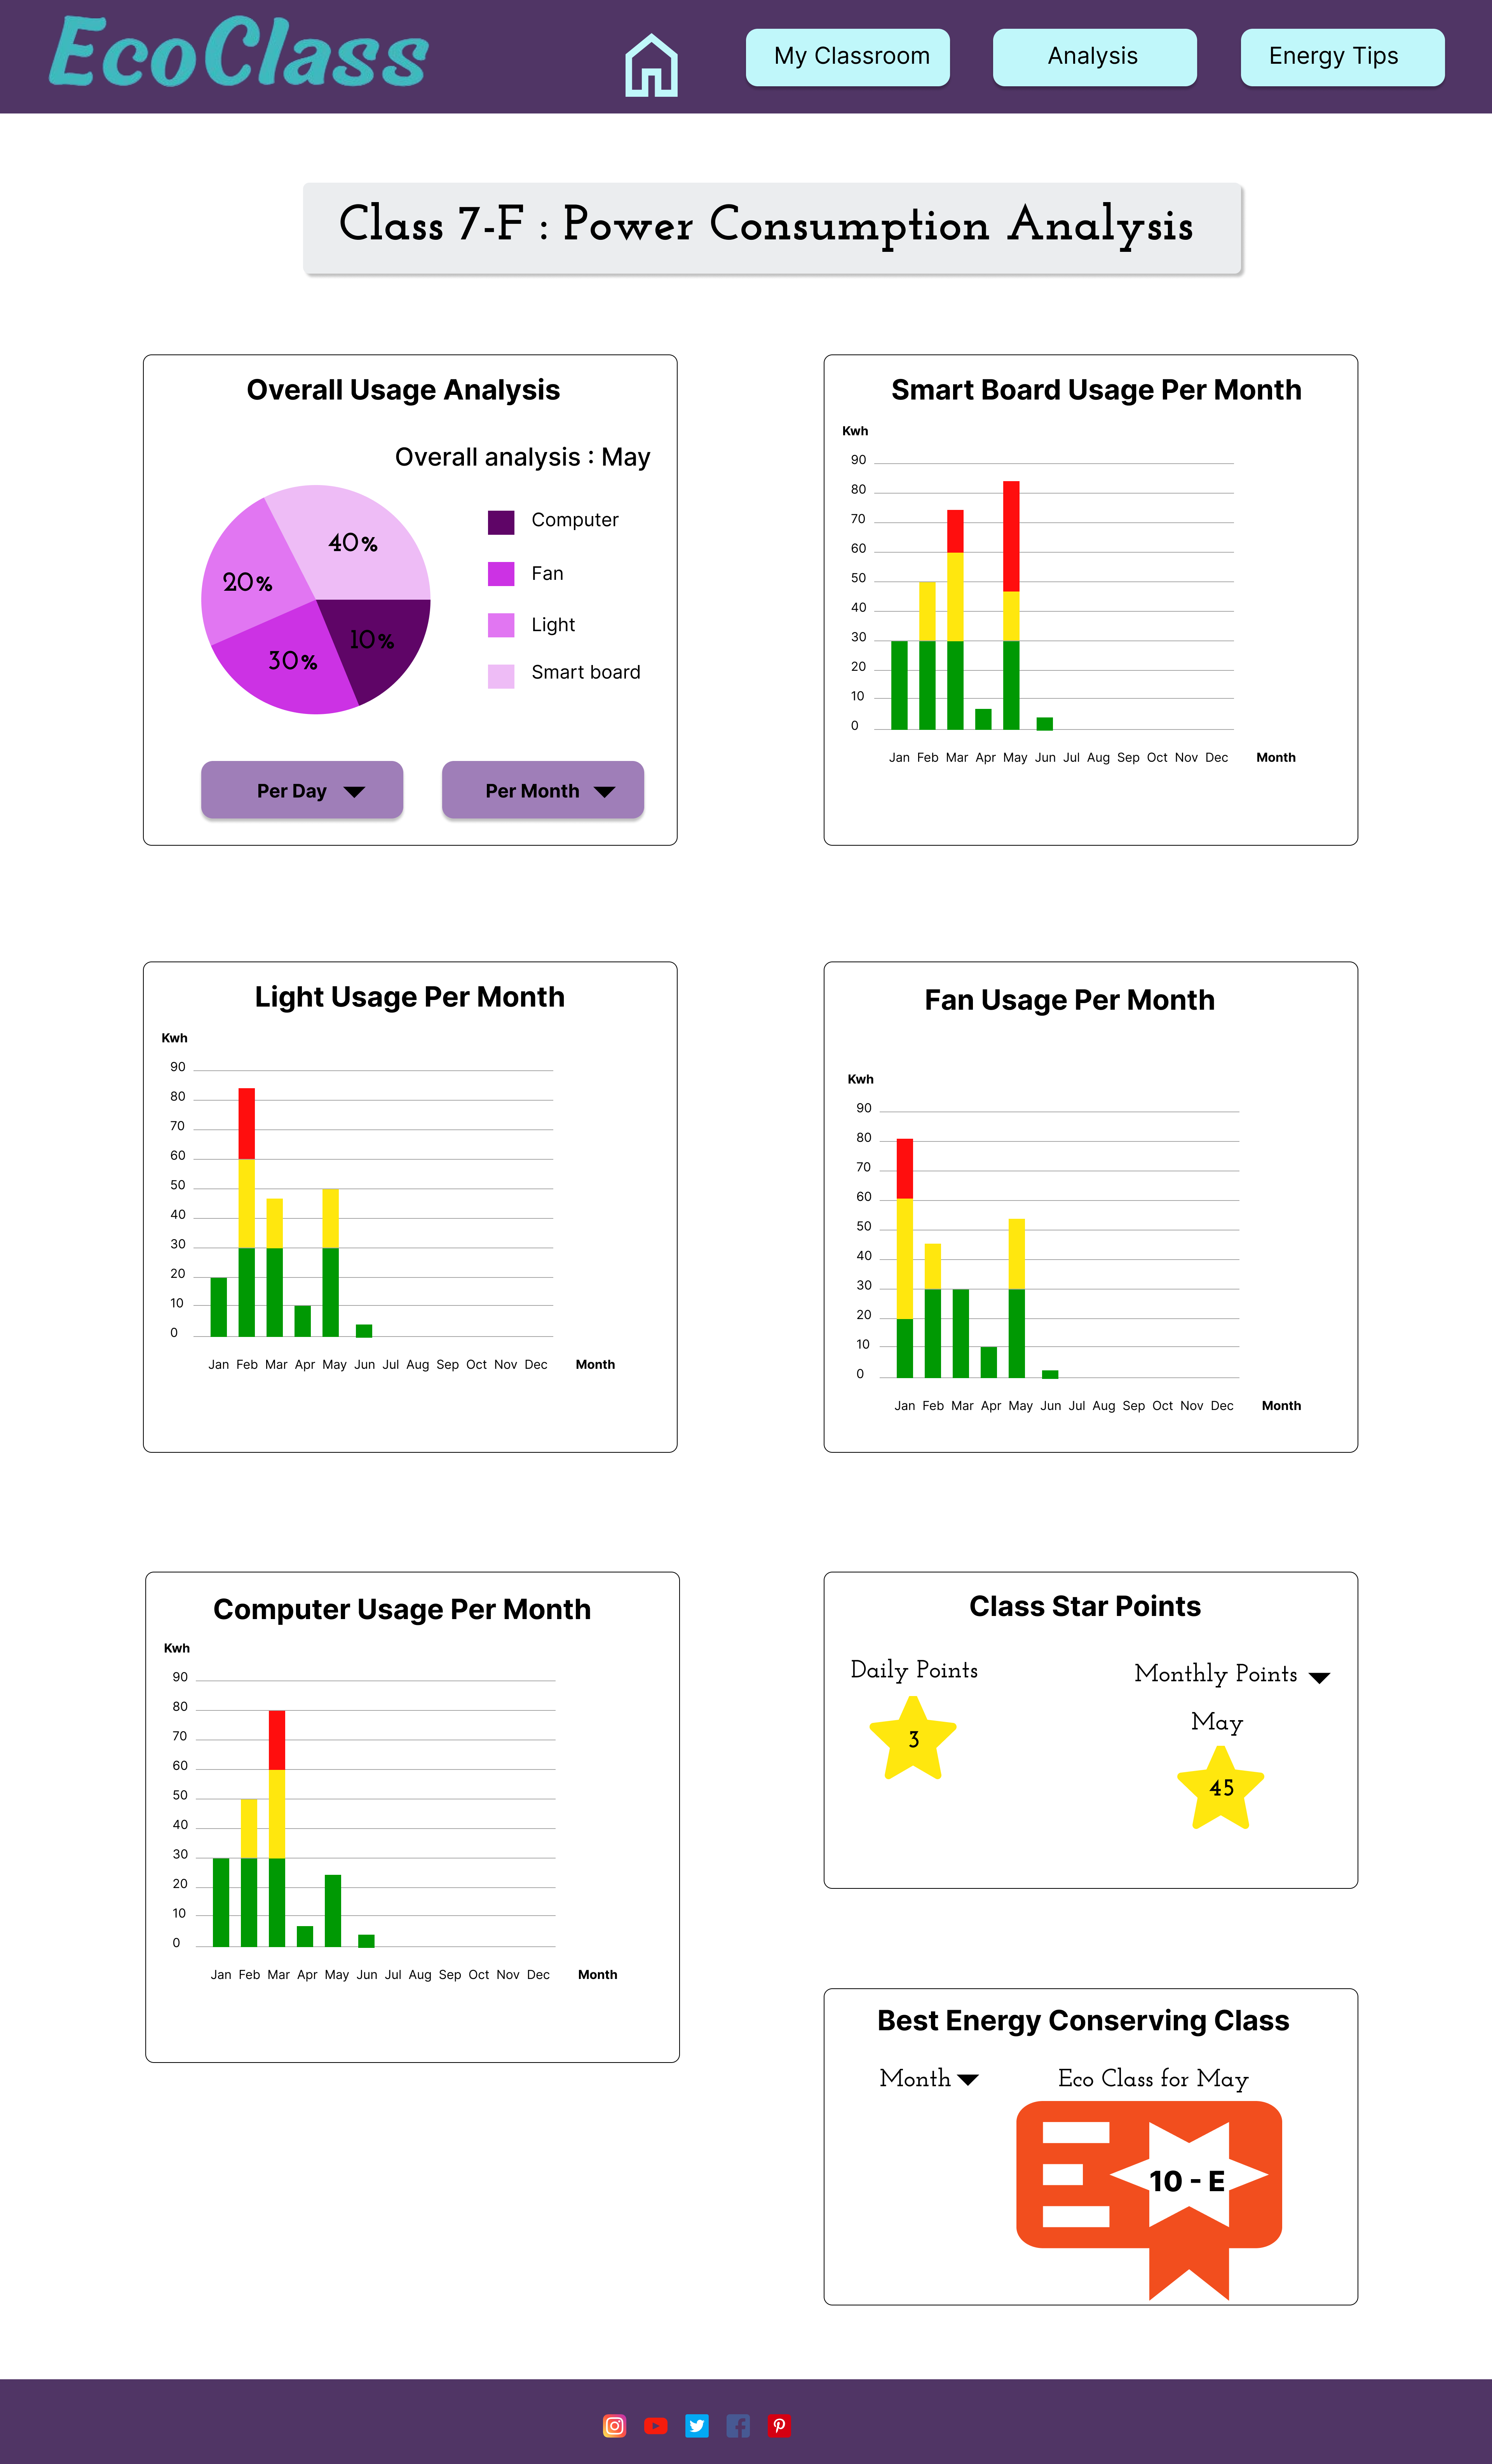 EcoClass
My Classroom
Analysis
Energy Tips
Class 7-F : Power Consumption Analysis
Overall Usage Analysis
Overall analysis : May
40%
20%
10%
30%
Computer
Fan
Light
Smart board
Per Day
Per Month
Smart Board Usage Per Month
Kwh
90
80
70
60
50
40
30
20
10
0
Jan Feb Mar Apr May Jun Jul Aug Sep Oct Nov Dec Month
Light Usage Per Month
Kwh
90
80
70
60
50
40
30
20
10
0
Jan Feb Mar Apr May Jun Jul Aug Sep Oct Nov Dec Month
Fan Usage Per Month
Kwh
90
80
70
60
50
40
30
20
10
0
Jan Feb Mar Apr May Jun Jul Aug Sep Oct Nov Dec Month
Computer Usage Per Month
Kwh
90
80
70
60
50
40
30
20
10
0
Jan Feb Mar Apr May Jun Jul Aug Sep Oct Nov Dec Month
Class Star Points
Daily Points
3
Monthly Points
May
45
Best Energy Conserving Class
Month
Eco Class for May
10 - E